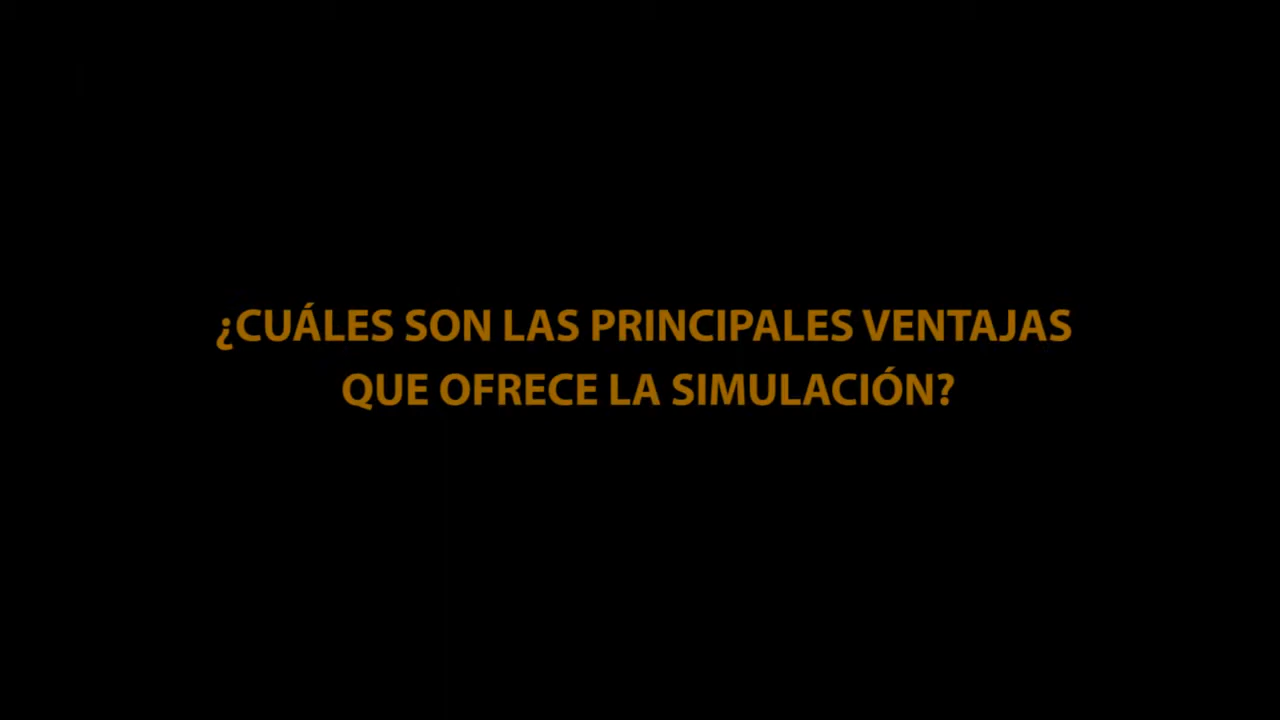 ¿CUÁLES SON LAS PRINCIPALES VENTAJAS
QUE OFRECE LA SIMULACIÓN?